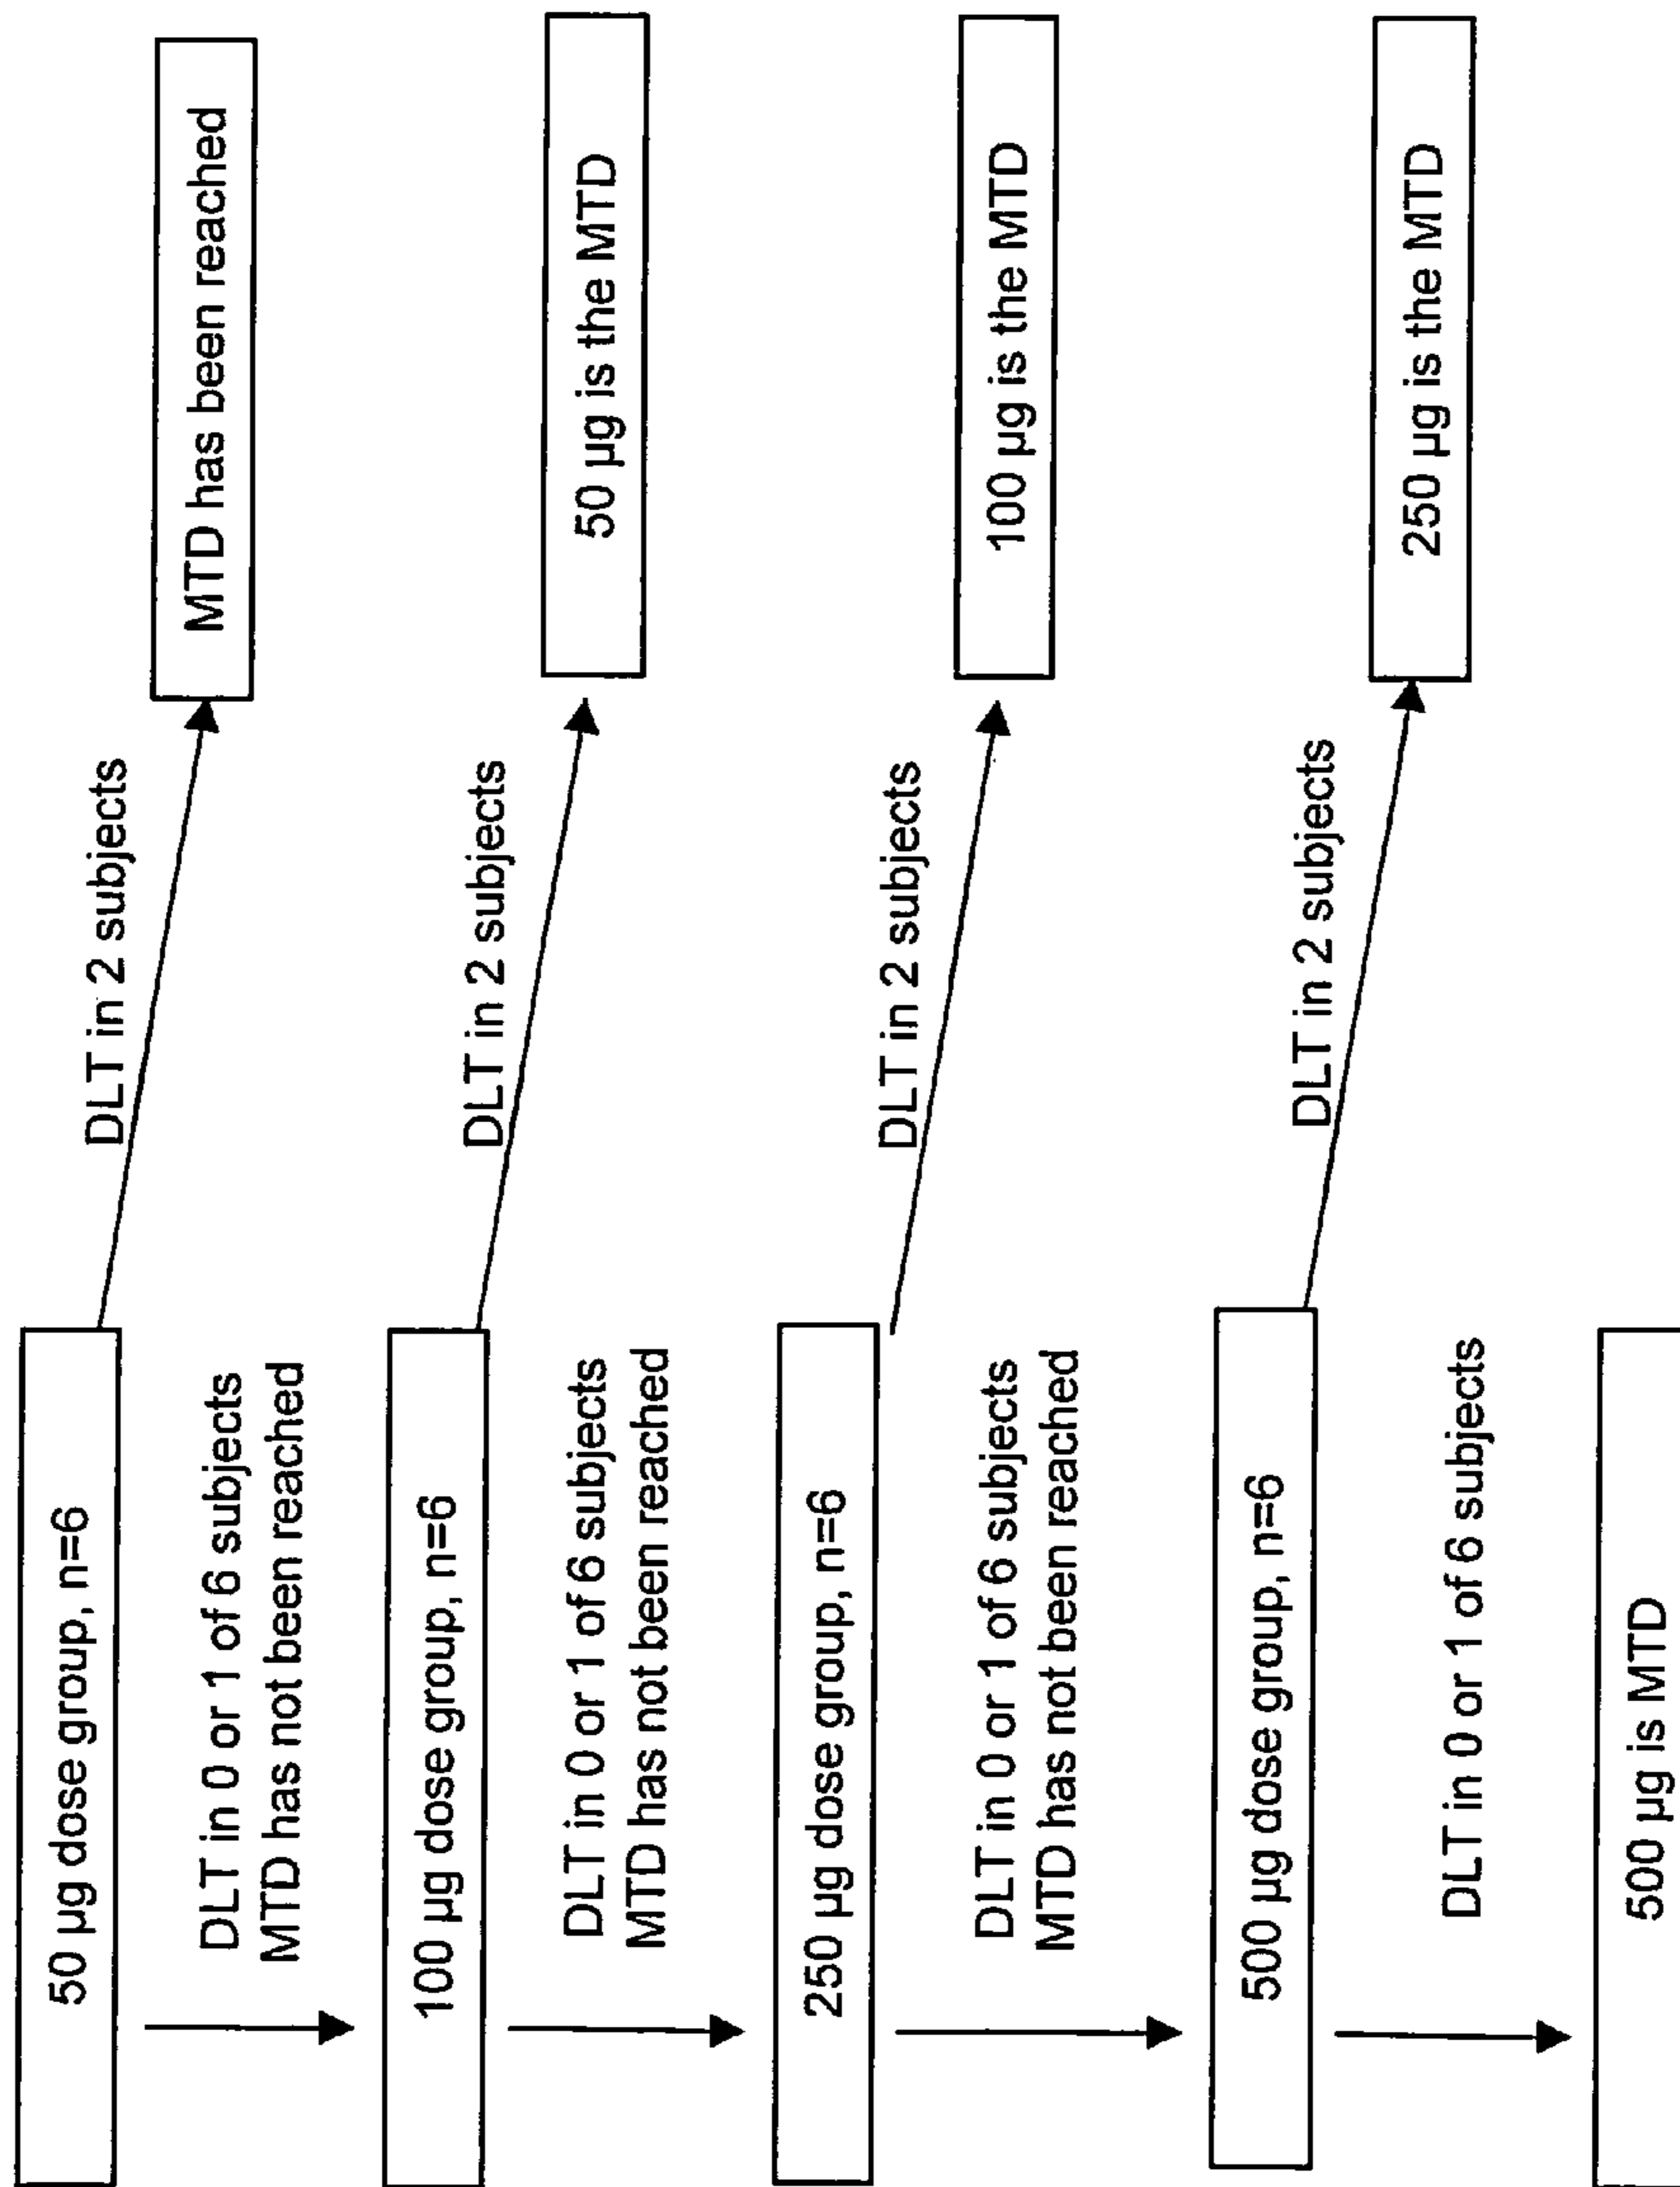 50 µg dose group, n=6
DLT in 2 subjects
MTD has been reached
DLT in 0 or 1 of 6 subjects
MTD has not been reached
100 µg dose group, n=6
DLT in 2 subjects
50 µg is the MTD
DLT in 0 or 1 of 6 subjects
MTD has not been reached
250 µg dose group, n=6
DLT in 2 subjects
100 µg is the MTD
DLT in 0 or 1 of 6 subjects
MTD has not been reached
500 µg dose group, n=6
DLT in 2 subjects
250 µg is the MTD
DLT in 0 or 1 of 6 subjects
500 µg is MTD